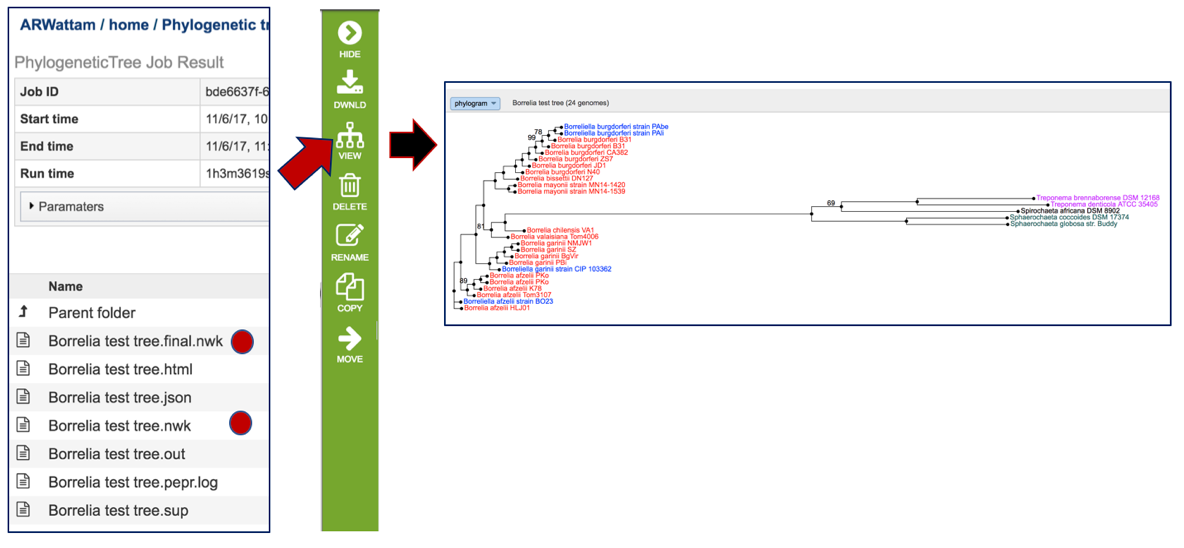 ARWattam / home / Phylogenetic tr
PhylogeneticTree Job Result
Job ID bde6637f-6
Start time 11/6/17, 10
End time 11/6/17, 11:
Run time 1h3m3619s
Paramaters
Name
Parent folder
Borrelia test tree.final.nwk
Borrelia test tree.html
Borrelia test tree.json
Borrelia test tree.nwk
Borrelia test tree.out
Borrelia test tree.pepr.log
Borrelia test tree.sup
HIDE
DWNLD
VIEW
DELETE
RENAME
COPY
MOVE
phylogram Borrelia test tree (24 genomes)
Borreliella burgdorferi strain PAbe
78
Borreliella burgdorferi strain PAli
99
Borrelia burgdorferi B31
Borrelia burgdorferi B31
Borrelia burgdorferi CA382
Borrelia burgdorferi ZS7
Borrelia burgdorferi JD1
Borrelia burgdorferi N40
Borrelia bissettii DN127
Borrelia mayonii strain MN14-1420
Borrelia mayonii strain MN14-1539
69
Treponema brennaborense DSM 12168
Treponema denticola ATCC 35405
Spirochaeta africana DSM 8902
Sphaerochaeta coccoides DSM 17374
Sphaerochaeta globosa str. Buddy
81
Borrelia chilensis VA1
Borrelia valaisiana Tom4006
Borrelia garinii NMJW1
Borrelia garinii SZ
Borrelia garinii BgVir
Borrelia garinii PBi
Borreliella garinii strain CIP 103362
89
Borrelia afzelii PKo
Borrelia afzelii PKo
Borrelia afzelii K78
Borrelia afzelii Tom3107
Borreliella afzelii strain BO23
Borrelia afzelii HLJ01